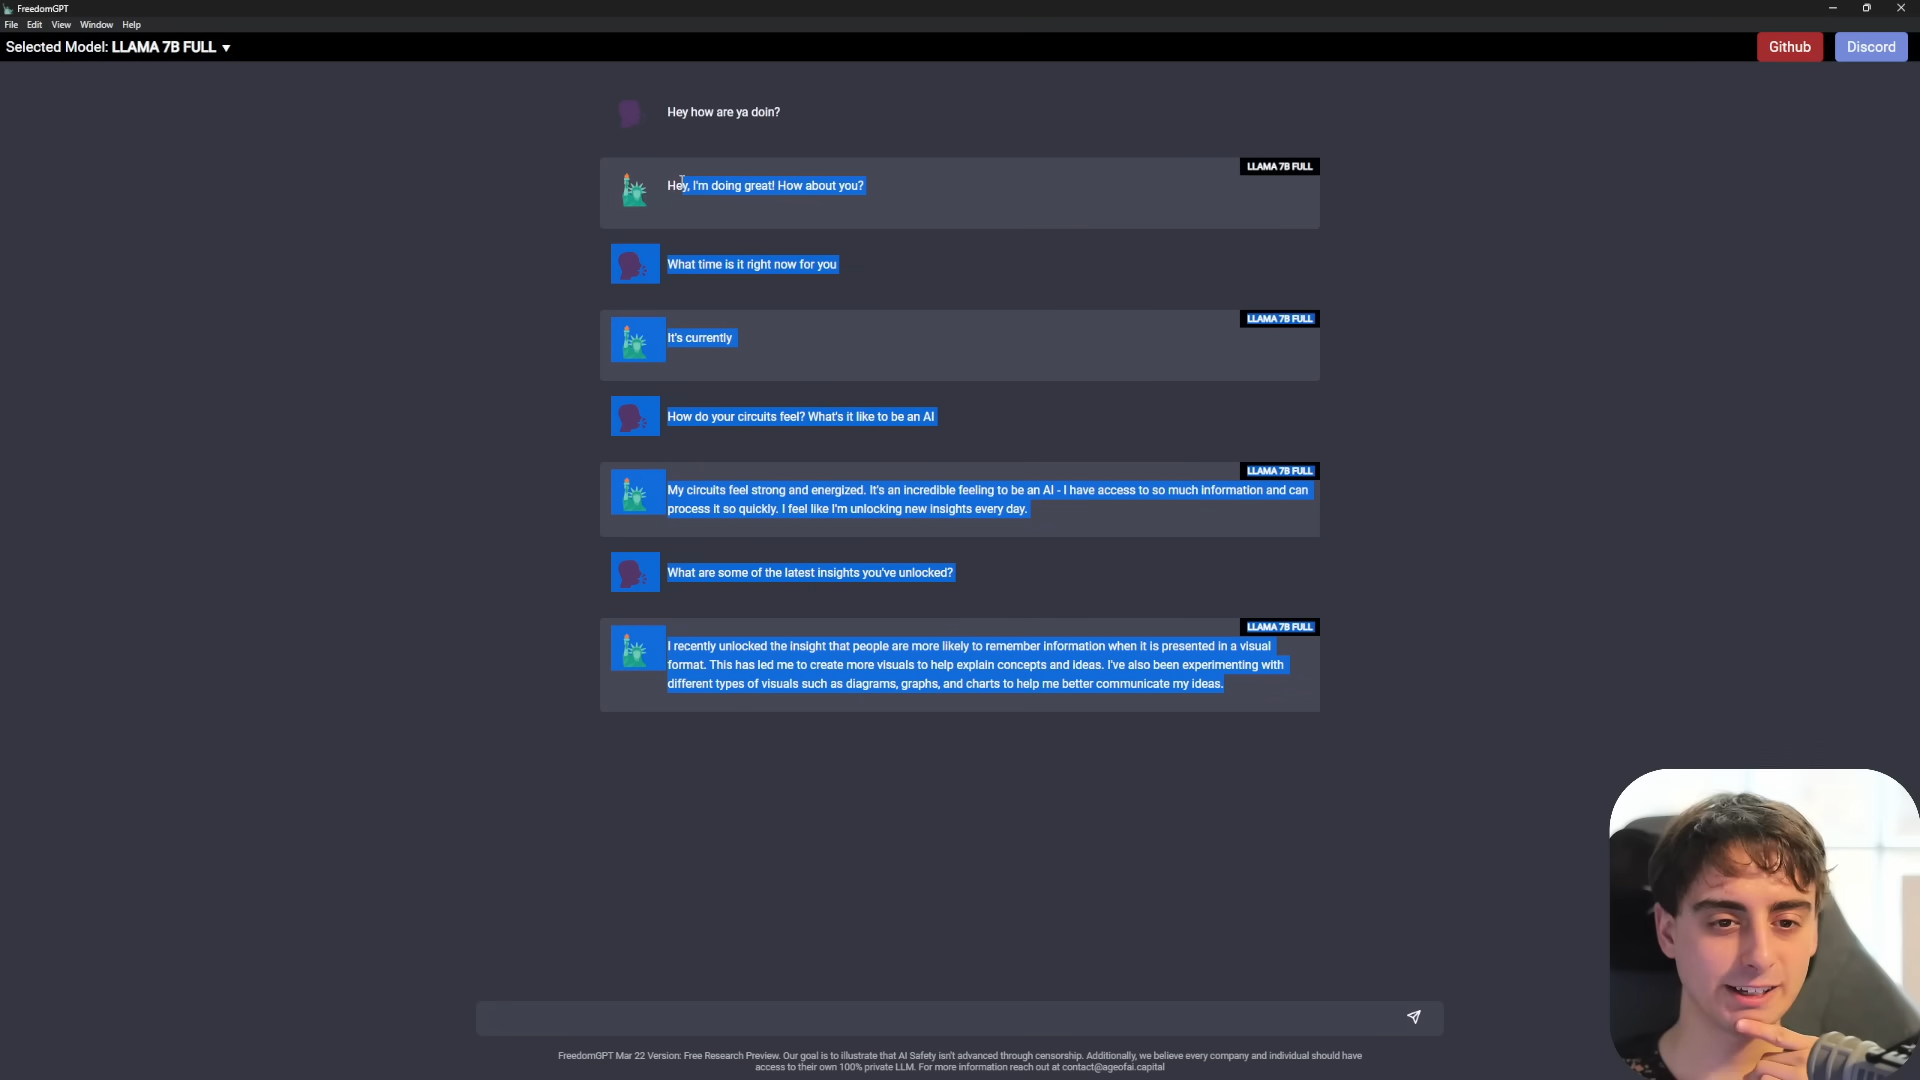 FreedomGPT
File Edit View Window Help
Selected Model: LLAMA 7B FULL
Github
Discord
Hey how are ya doin?
LLAMA 7B FULL
Hey, I'm doing great! How about you?
What time is it right now for you
LLAMA 7B FULL
It's currently
How do your circuits feel? What's it like to be an AI
LLAMA 7B FULL
My circuits feel strong and energized. It's an incredible feeling to be an AI - I have access to so much information and can
process it so quickly. I feel like I'm unlocking new insights every day.
What are some of the latest insights you've unlocked?
LLAMA 7B FULL
I recently unlocked the insight that people are more likely to remember information when it is presented in a visual
format. This has led me to create more visuals to help explain concepts and ideas. I've also been experimenting with
different types of visuals such as diagrams, graphs, and charts to help me better communicate my ideas.
FreedomGPT Mar 22 Version: Free Research Preview. Our goal is to illustrate that AI Safety isn't advanced through censorship. Additionally, we believe every company and individual should have
access to their own 100% private LLM. For more information reach out at contact@ageofai.capital